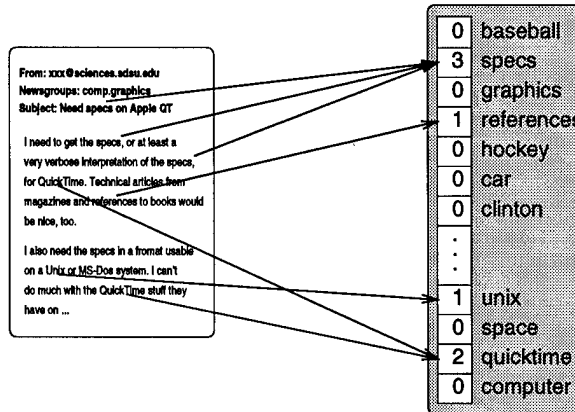 From: xxx@sciences.sdsu.edu
Newsgroups: comp.graphics
Subject: Need specs on Apple QT
I need to get the specs, or at least a
very verbose interpretation of the specs,
for QuickTime. Technical articles from
magazines and references to books would
be nice, too.
I also need the specs in a fromat usable
on a Unix or MS-Dos system. I can't
do much with the QuickTime stuff they
have on ...
0 baseball
3 specs
0 graphics
1 references
0 hockey
0 car
0 clinton
.
.
.
1 unix
0 space
2 quicktime
0 computer